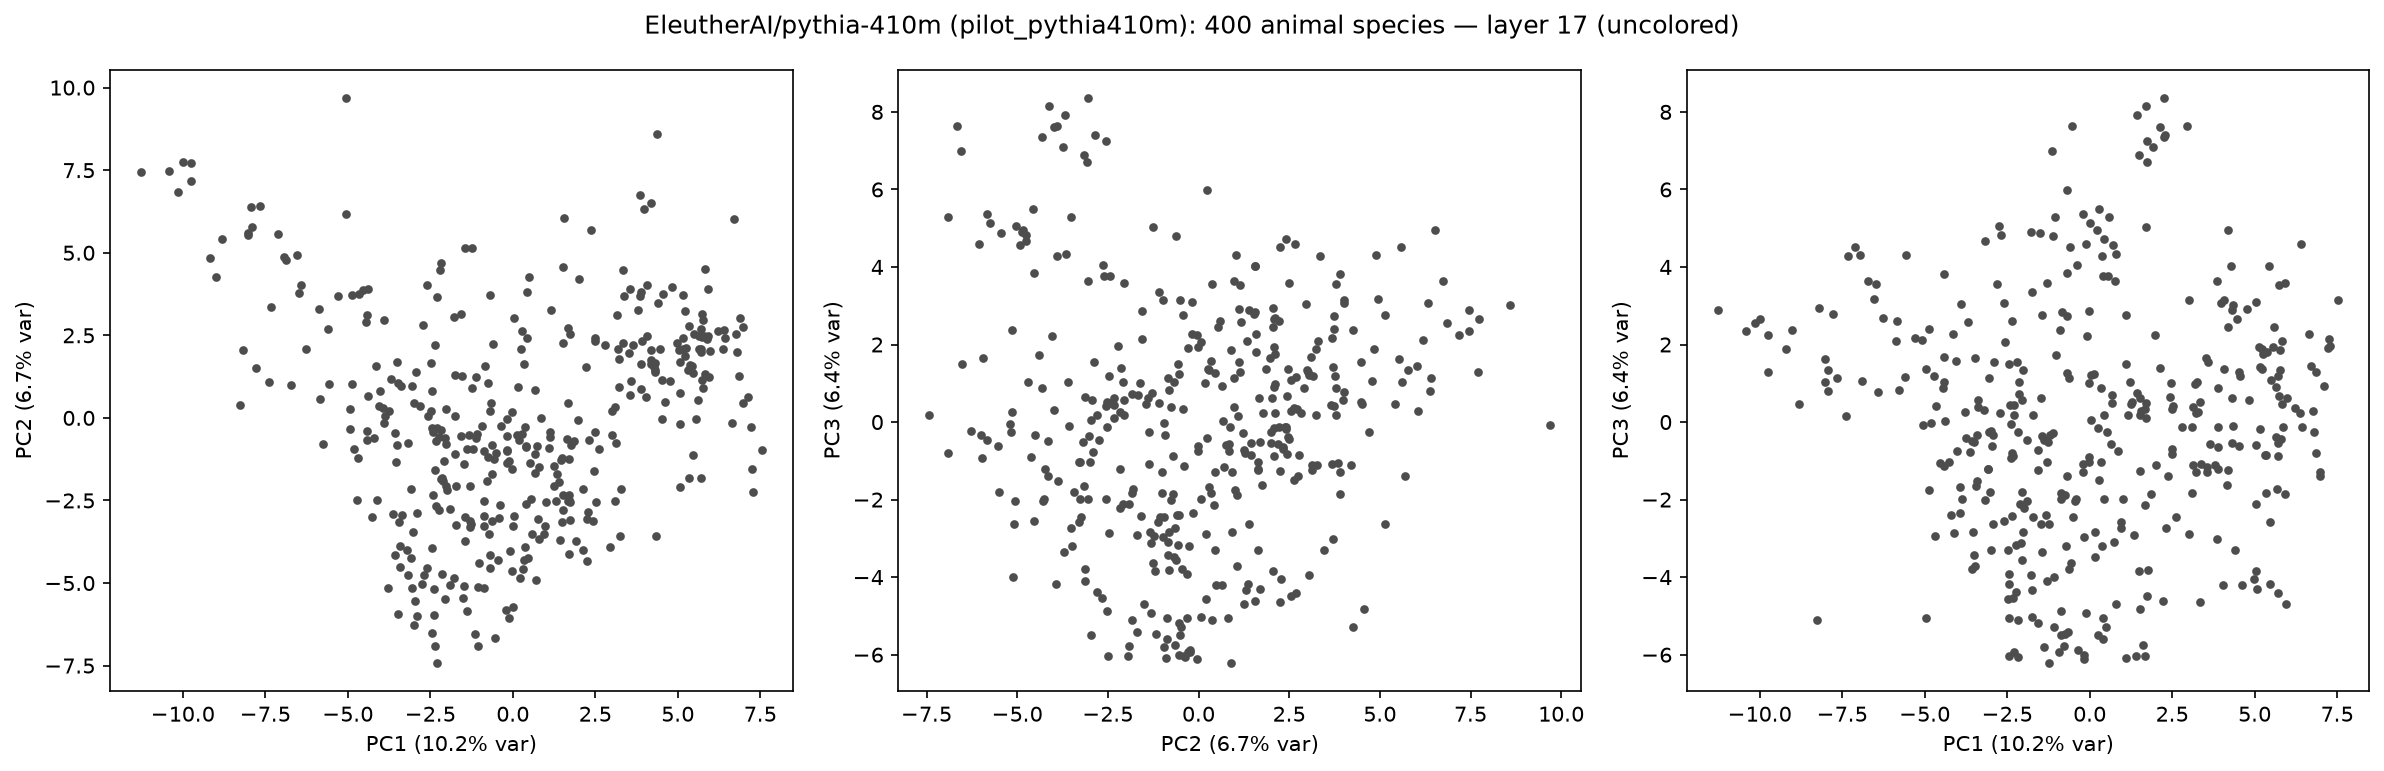 EleutherAI/pythia-410m (pilot_pythia410m): 400 animal species — layer 17 (uncolored)
10.0
7.5
5.0
2.5
0.0
−2.5
−5.0
−7.5
PC2 (6.7% var)
−10.0 −7.5 −5.0 −2.5 0.0 2.5 5.0 7.5
PC1 (10.2% var)
8
6
4
2
0
−2
−4
−6
PC3 (6.4% var)
−7.5 −5.0 −2.5 0.0 2.5 5.0 7.5 10.0
PC2 (6.7% var)
8
6
4
2
0
−2
−4
−6
PC3 (6.4% var)
−10.0 −7.5 −5.0 −2.5 0.0 2.5 5.0 7.5
PC1 (10.2% var)